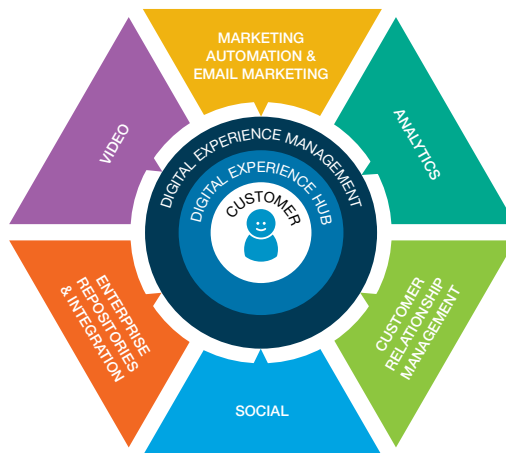 MARKETING
AUTOMATION &
EMAIL MARKETING
ANALYTICS
CUSTOMER
RELATIONSHIP
MANAGEMENT
SOCIAL
ENTERPRISE
REPOSITORIES
& INTEGRATION
VIDEO
DIGITAL EXPERIENCE MANAGEMENT
DIGITAL EXPERIENCE HUB
CUSTOMER